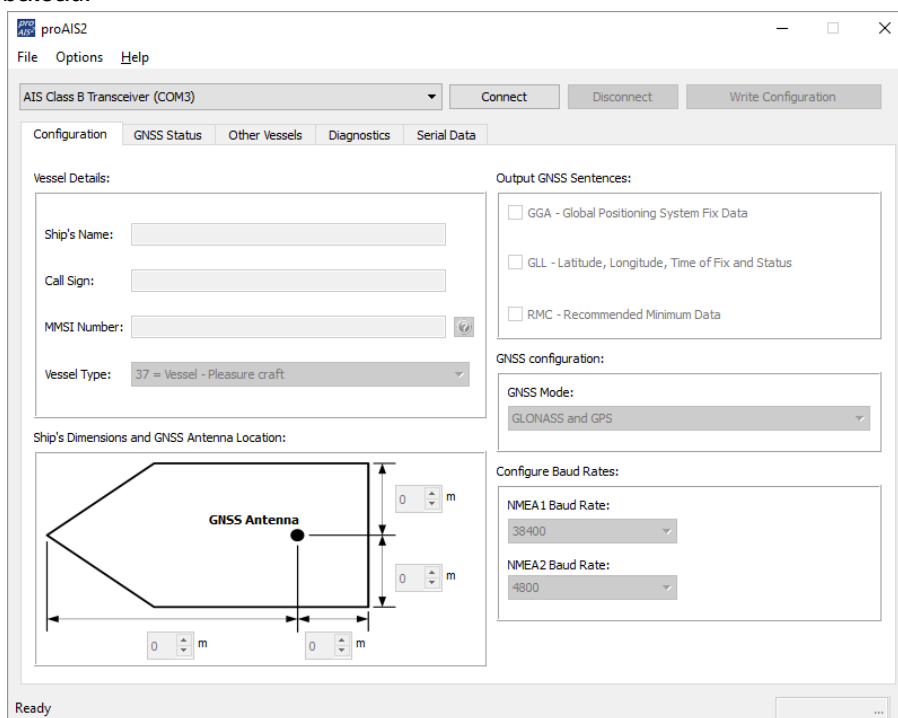 proAIS2
File Options Help
AIS Class B Transceiver (COM3) Connect Disconnect Write Configuration
Configuration GNSS Status Other Vessels Diagnostics Serial Data
Vessel Details:
Ship's Name:
Call Sign:
MMSI Number:
Vessel Type: 37 = Vessel - Pleasure craft
Ship's Dimensions and GNSS Antenna Location:
GNSS Antenna
0 m
0 m
0 m 0 m
Output GNSS Sentences:
GGA - Global Positioning System Fix Data
GLL - Latitude, Longitude, Time of Fix and Status
RMC - Recommended Minimum Data
GNSS configuration:
GNSS Mode:
GLONASS and GPS
Configure Baud Rates:
NMEA1 Baud Rate:
38400
NMEA2 Baud Rate:
4800
Ready ...